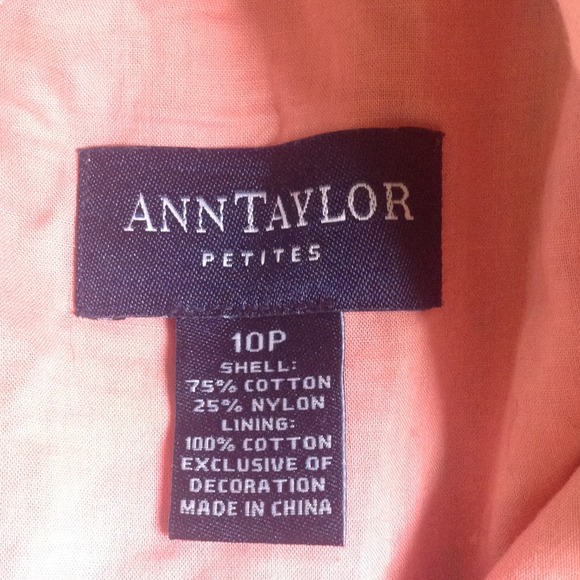 ANNTAYLOR
PETITES
10P
SHELL:
75% COTTON
25% NYLON
LINING:
100% COTTON
EXCLUSIVE OF
DECORATION
MADE IN CHINA